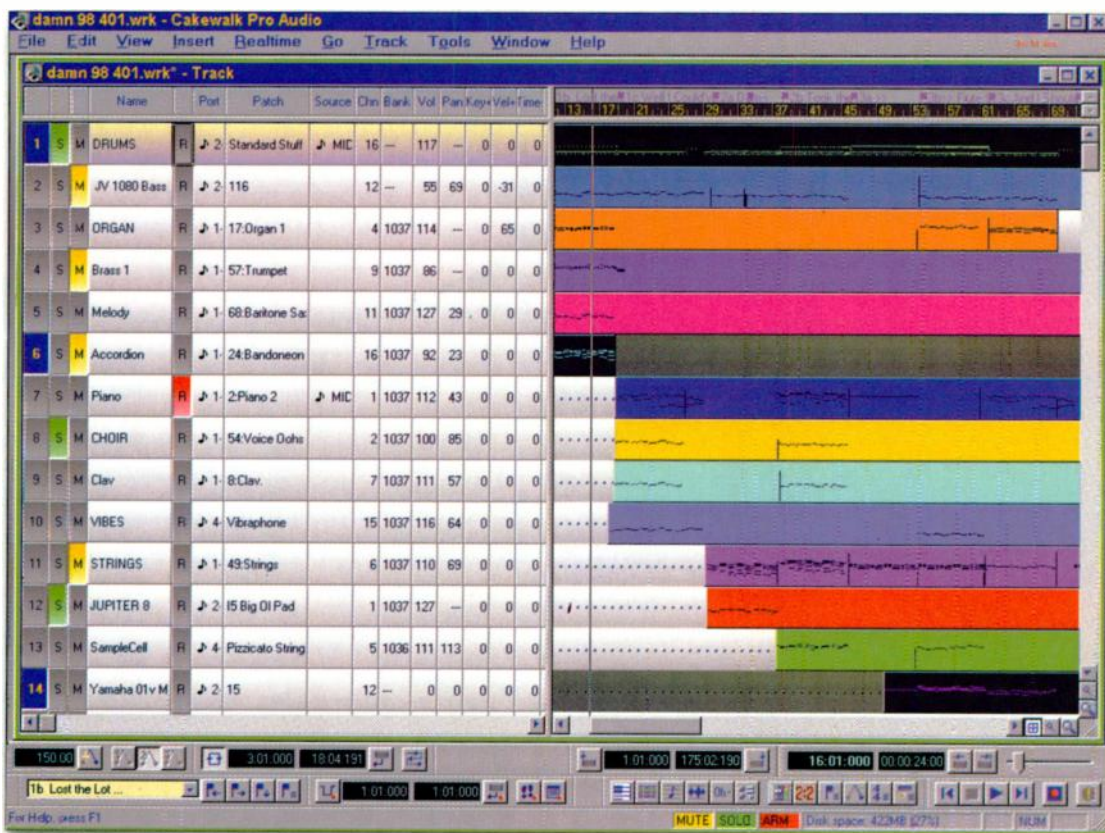 damn 98 401.wrk - Cakewalk Pro Audio
File Edit View Insert Realtime Go Track Tools Window Help
damn 98 401.wrk* - Track
Name Port Patch Source Chn Bank Vol Pan Key+ Vel+ Time
13 17 21 25 29 33 37 41 45 49 53 57 61 65 69
1 S M DRUMS R 2- Standard Stuff MIC 16 --- 117 --- 0 0 0
2 S M JV 1080 Bass R 2- 116 12 --- 55 69 0 -31 0
3 S M ORGAN R 1- 17:Organ 1 4 1037 114 --- 0 65 0
4 S M Brass 1 R 1- 57:Trumpet 9 1037 86 --- 0 0 0
5 S M Melody R 1- 68:Baritone Sa: 11 1037 127 29 0 0 0
6 S M Accordion R 1- 24:Bandoneon 16 1037 92 23 0 0 0
7 S M Piano R 1- 2:Piano 2 MIC 1 1037 112 43 0 0 0
8 S M CHOIR R 1- 54:Voice Oohs 2 1037 100 85 0 0 0
9 S M Clav R 1- 8:Clav. 7 1037 111 57 0 0 0
10 S M VIBES R 4- Vibraphone 15 1037 116 64 0 0 0
11 S M STRINGS R 1- 49:Strings 6 1037 110 69 0 0 0
12 S M JUPITER 8 R 2- I5 Big Ol Pad 1 1037 127 --- 0 0 0
13 S M SampleCell R 4- Pizzicato String 5 1036 111 113 0 0 0
14 S M Yamaha 01v M R 2- 15 12 --- 0 0 0 0 0
150.00 3:01:000 18:04:191 1:01:000 175:02:190 16:01:000 00:00:24:00
1b Lost the Lot ... 1:01:000 1:01:000 2:2
For Help, press F1 MUTE SOLO ARM Disk space: 422MB (27%) NUM